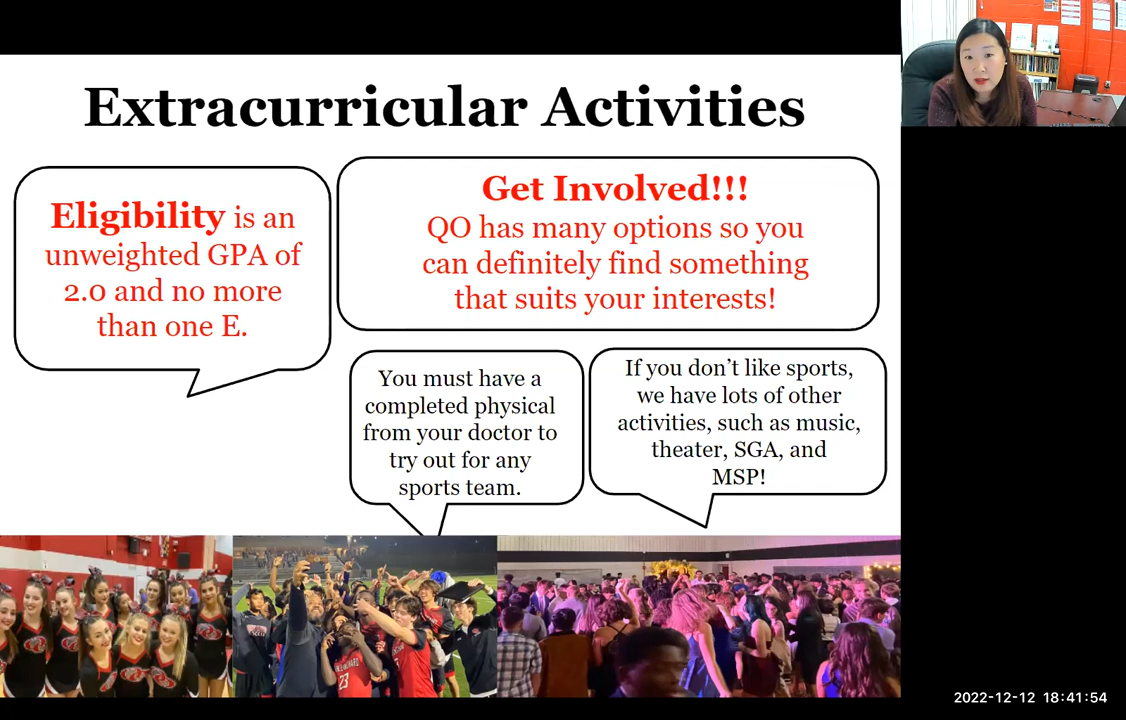 Extracurricular Activities
Eligibility is an
unweighted GPA of
2.0 and no more
than one E.
Get Involved!!!
QO has many options so you
can definitely find something
that suits your interests!
You must have a
completed physical
from your doctor to
try out for any
sports team.
If you don’t like sports,
we have lots of other
activities, such as music,
theater, SGA, and
MSP!
23
2022-12-12 18:41:54